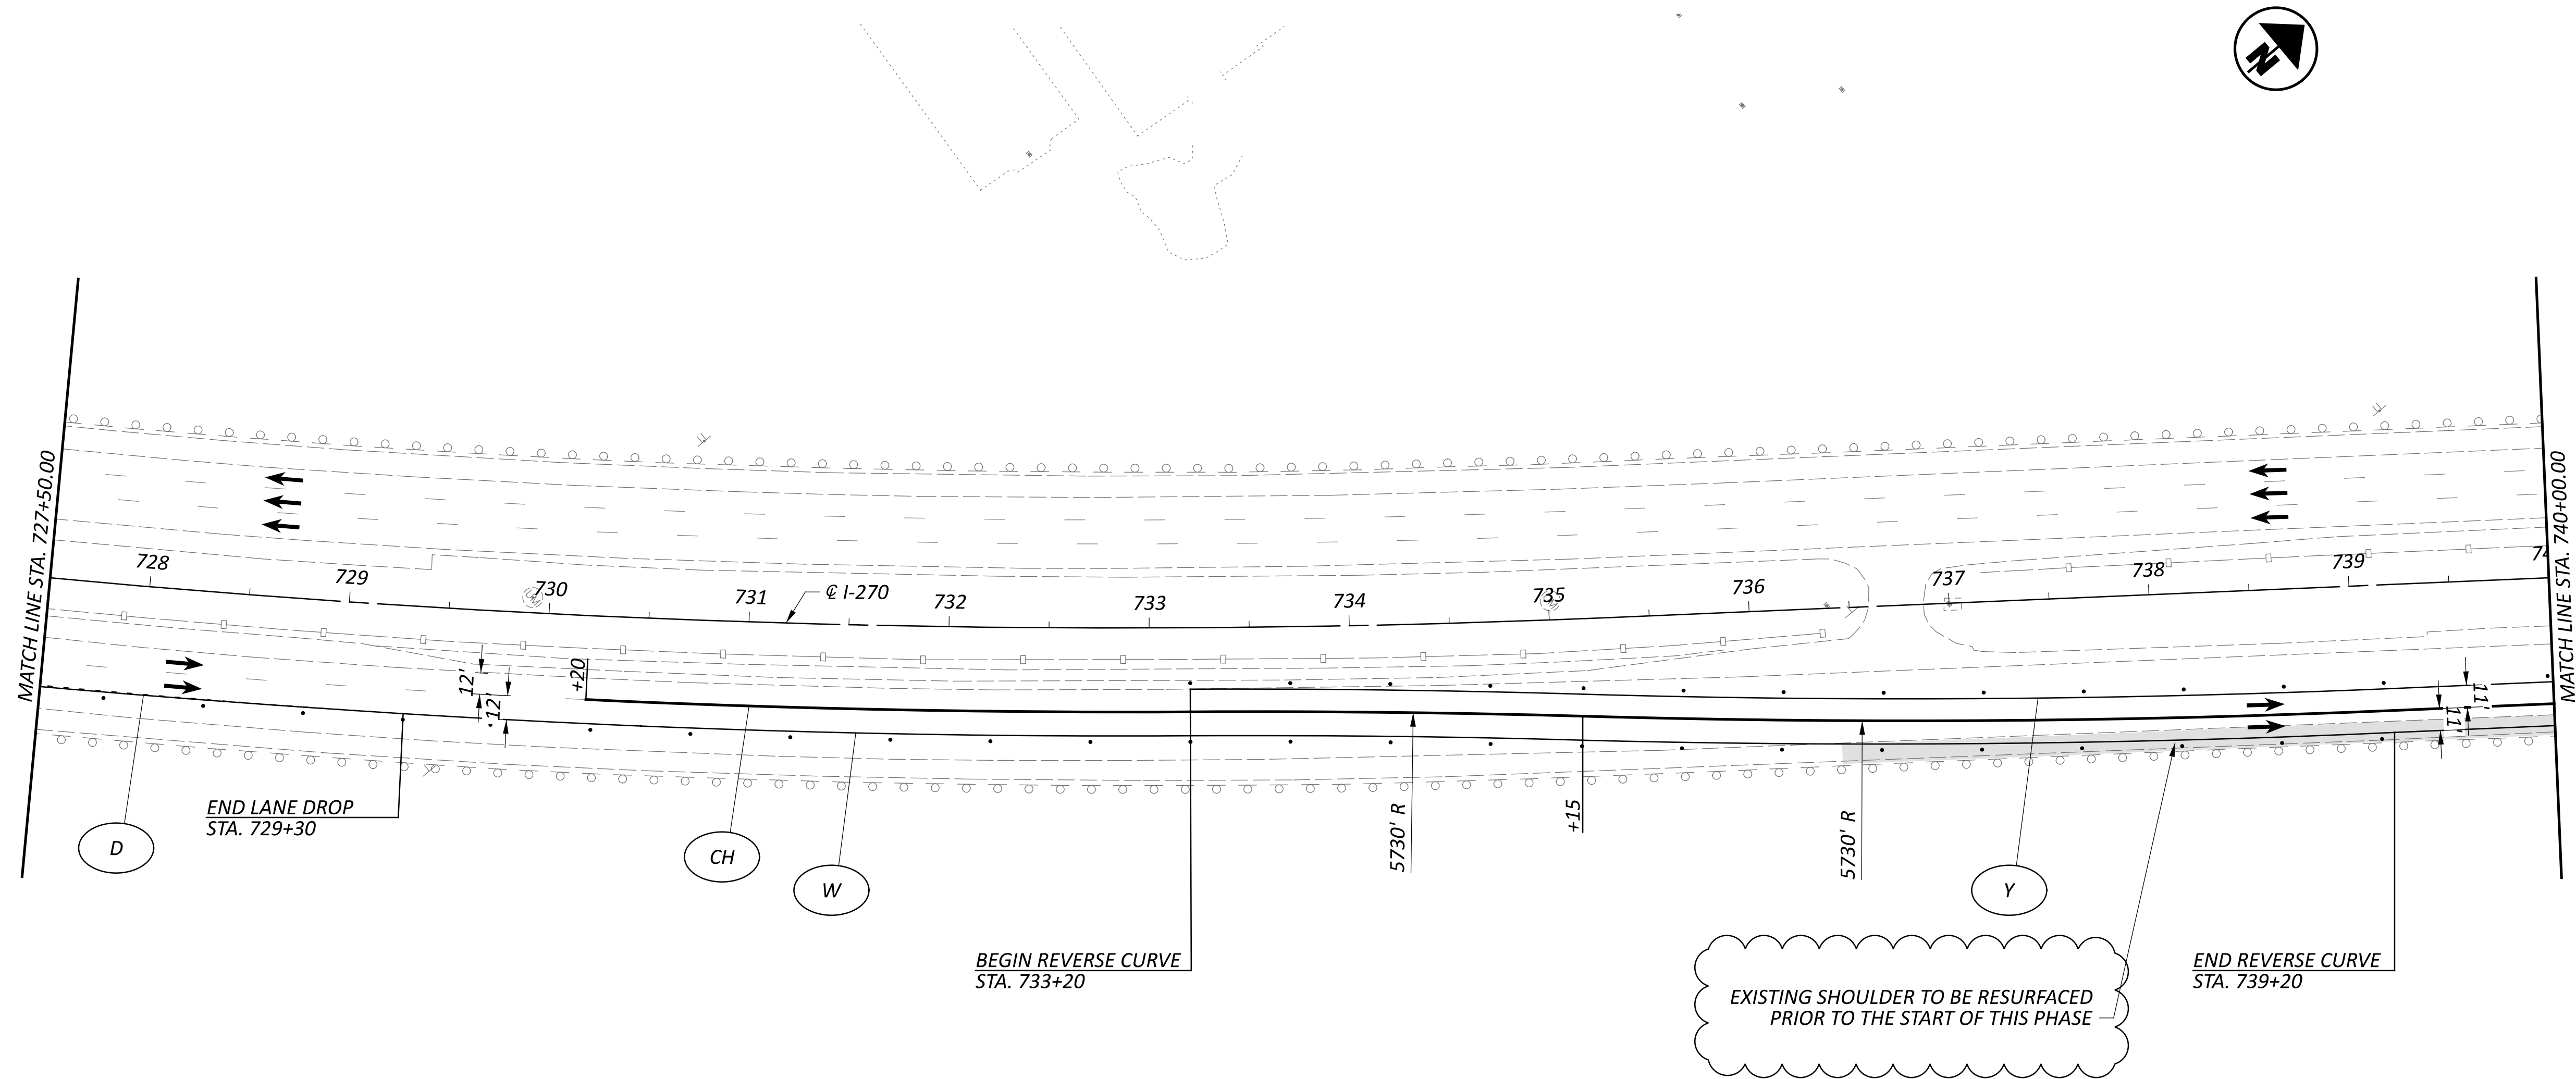 N
MATCH LINE STA. 727+50.00
MATCH LINE STA. 740+00.00
728
729
730
731
℄ I-270
732
733
734
735
736
737
738
739
74
12'
12'
+20
11'
11'
5730' R
+15
5730' R
END LANE DROP
STA. 729+30
D
CH
W
Y
BEGIN REVERSE CURVE
STA. 733+20
END REVERSE CURVE
STA. 739+20
EXISTING SHOULDER TO BE RESURFACED
PRIOR TO THE START OF THIS PHASE